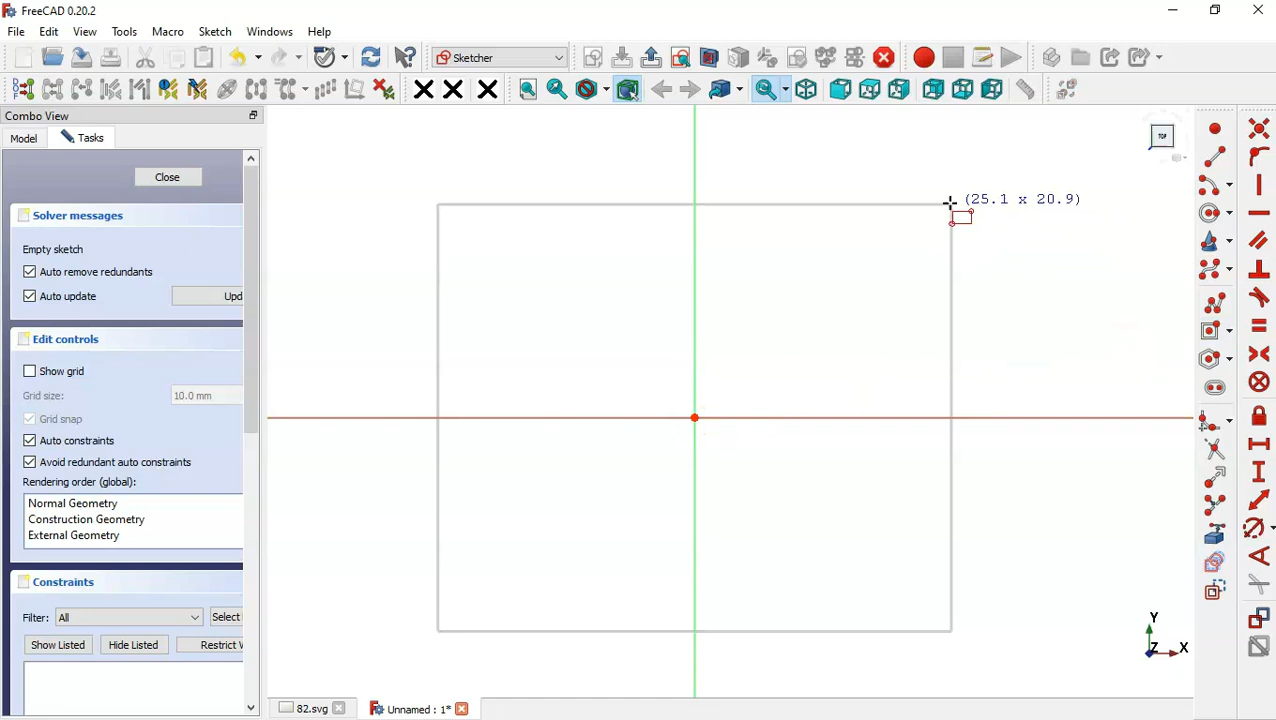 FreeCAD 0.20.2
File Edit View Tools Macro Sketch Windows Help
Sketcher
Combo View
Model Tasks
Close
Solver messages
Empty sketch
Auto remove redundants
Auto update Upd
Edit controls
Show grid
Grid size: 10.0 mm
Grid snap
Auto constraints
Avoid redundant auto constraints
Rendering order (global):
Normal Geometry
Construction Geometry
External Geometry
Constraints
Filter: All Select
Show Listed Hide Listed Restrict V
(25.1 x 20.9)
TOP
Y
Z X
82.svg Unnamed : 1*